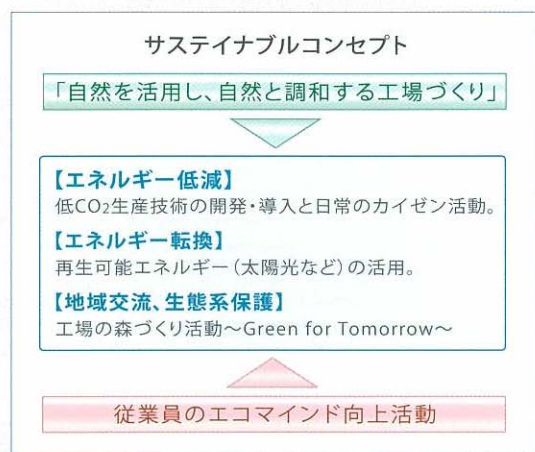 サステイナブルコンセプト
「自然を活用し、自然と調和する工場づくり」
【エネルギー低減】
低CO2生産技術の開発・導入と日常のカイゼン活動。
【エネルギー転換】
再生可能エネルギー(太陽光など)の活用。
【地域交流、生態系保護】
工場の森づくり活動～Green for Tomorrow～
従業員のエコマインド向上活動